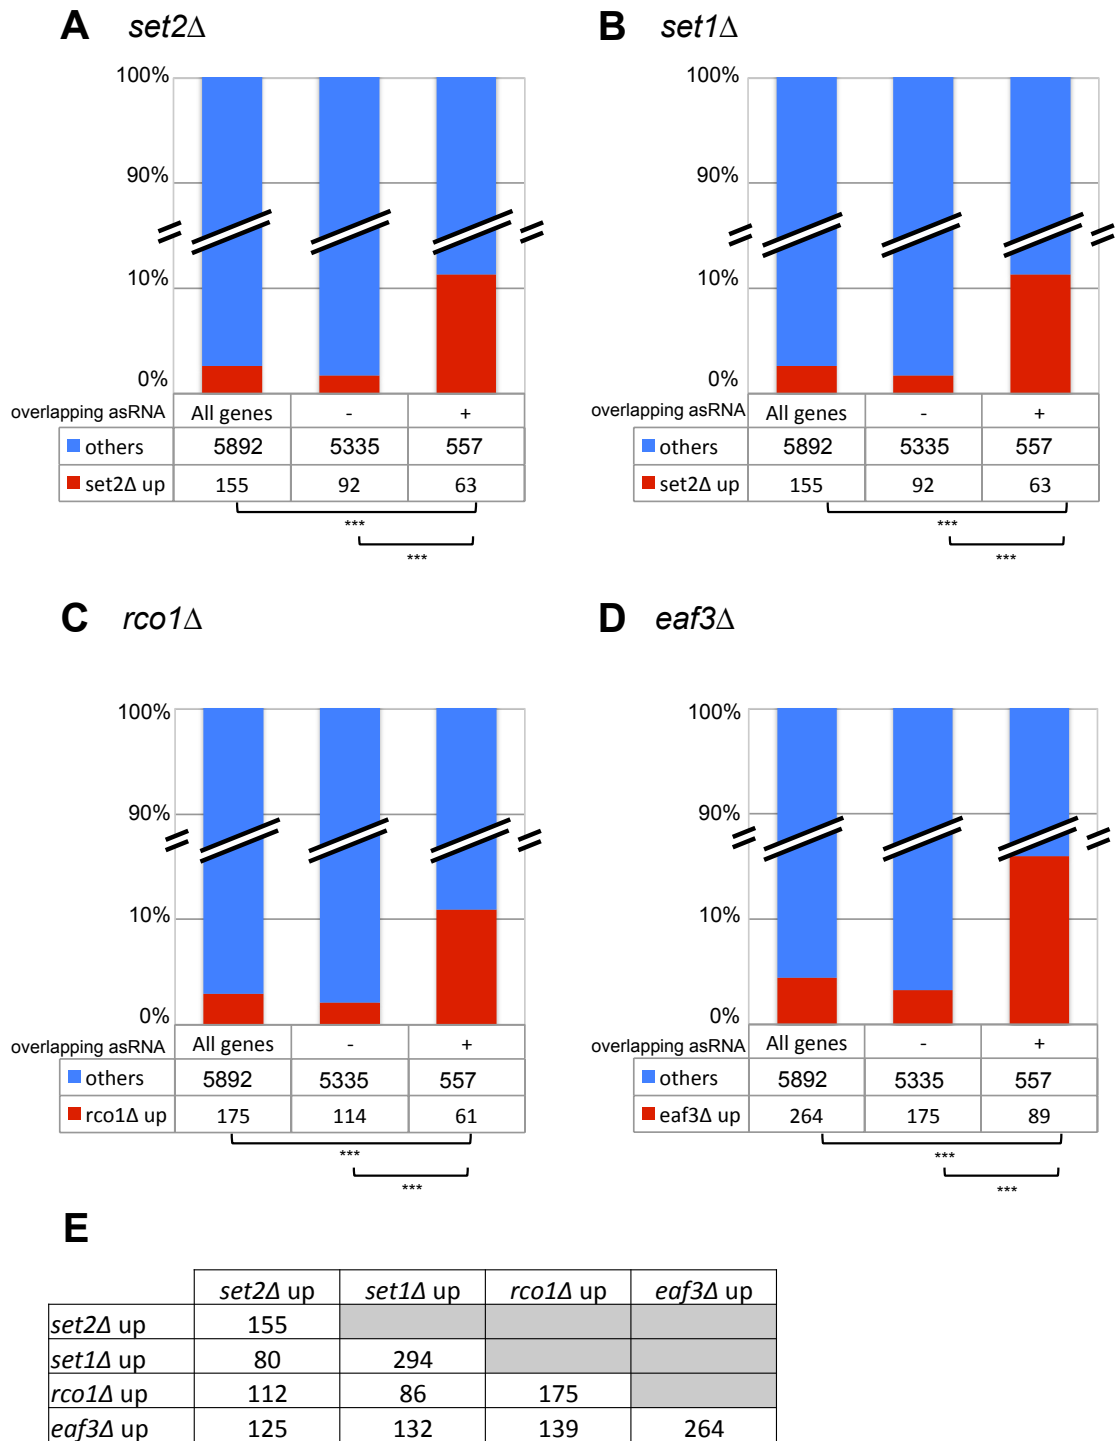 A set2Δ
B set1Δ
100%
90%
10%
0%
overlapping asRNA All genes - +
others 5892 5335 557
set2Δ up 155 92 63
***
***
100%
90%
10%
0%
overlapping asRNA All genes - +
others 5892 5335 557
set2Δ up 155 92 63
***
***
C rco1Δ
D eaf3Δ
100%
90%
10%
0%
overlapping asRNA All genes - +
others 5892 5335 557
rco1Δ up 175 114 61
***
***
100%
90%
10%
0%
overlapping asRNA All genes - +
others 5892 5335 557
eaf3Δ up 264 175 89
***
***
E
set2Δ up set1Δ up rco1Δ up eaf3Δ up
set2Δ up 155
set1Δ up 80 294
rco1Δ up 112 86 175
eaf3Δ up 125 132 139 264